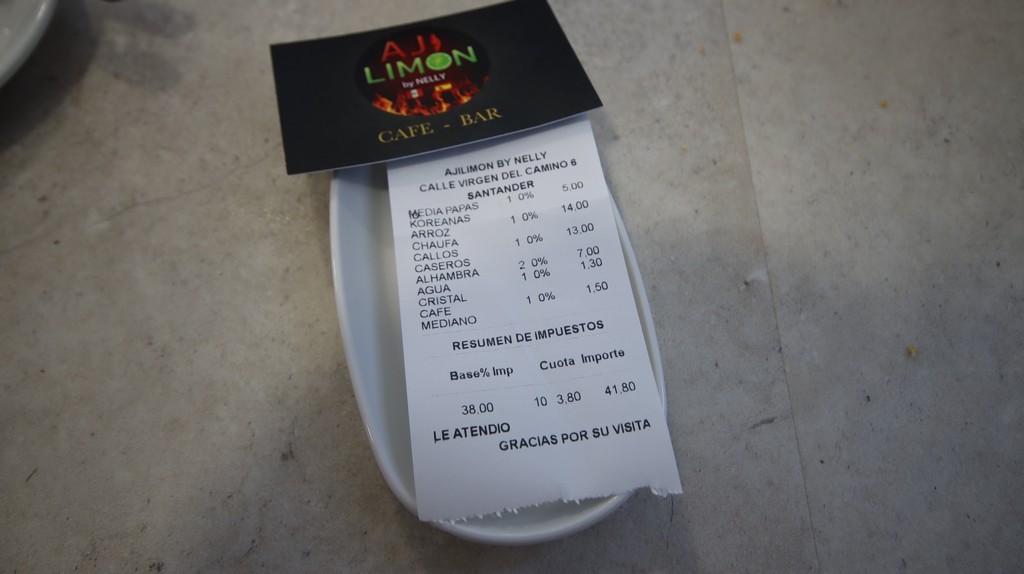 AJI
LIMON
by NELLY
CAFE - BAR
AJILIMON BY NELLY
CALLE VIRGEN DEL CAMINO 6
SANTANDER
MEDIA PAPAS 1 0% 5,00
KOREANAS
ARROZ 1 0% 14,00
CHAUFA
CALLOS 1 0% 13,00
CASEROS
ALHAMBRA 2 0% 7,00
AGUA 1 0% 1,30
CRISTAL
CAFE 1 0% 1,50
MEDIANO
RESUMEN DE IMPUESTOS
Base% Imp Cuota Importe
38,00 10 3,80 41,80
LE ATENDIO
GRACIAS POR SU VISITA